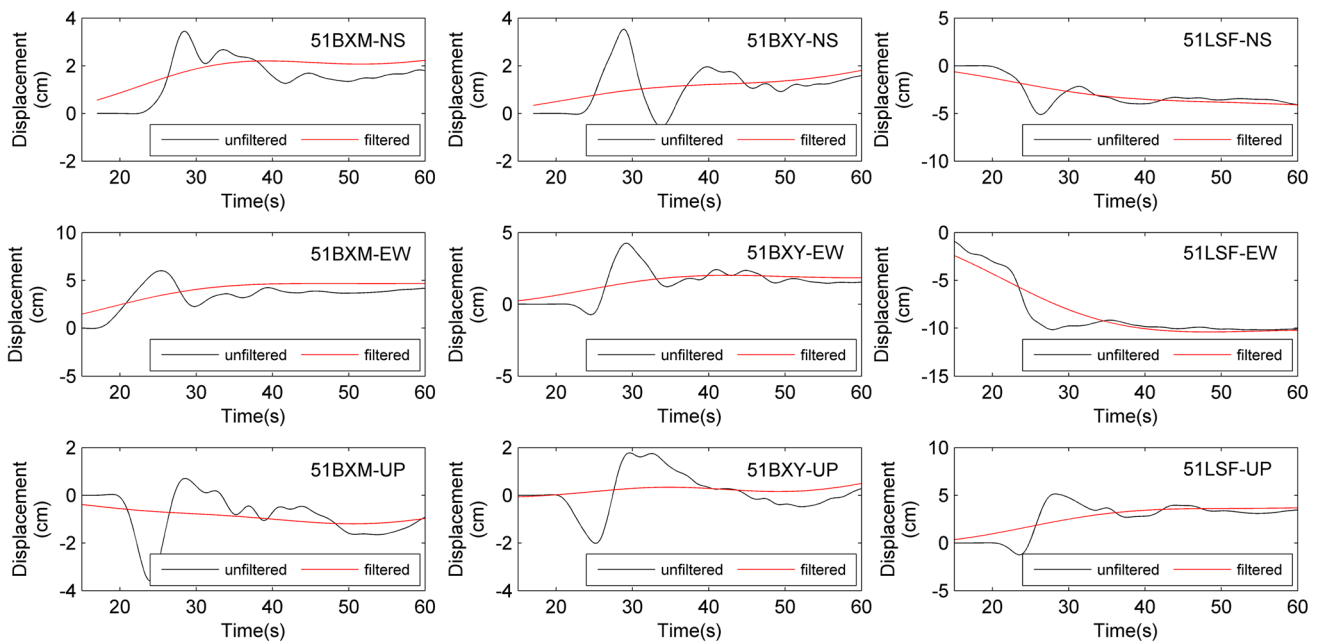 51BXM-NS
Displacement
(cm)
4
2
0
-2
unfiltered filtered
20 30 40 50 60
Time(s)
51BXY-NS
Displacement
(cm)
4
2
0
2
unfiltered filtered
20 30 40 50 60
Time(s)
51LSF-NS
Displacement
(cm)
5
0
-5
-10
unfiltered filtered
20 30 40 50 60
Time(s)
51BXM-EW
Displacement
(cm)
10
5
0
-5
unfiltered filtered
20 30 40 50 60
Time(s)
51BXY-EW
Displacement
(cm)
5
0
-5
unfiltered filtered
20 30 40 50 60
Time(s)
51LSF-EW
Displacement
(cm)
0
-5
-10
-15
unfiltered filtered
20 30 40 50 60
Time(s)
51BXM-UP
Displacement
(cm)
2
0
-2
-4
unfiltered filtered
20 30 40 50 60
Time(s)
51BXY-UP
Displacement
(cm)
2
0
-2
-4
unfiltered filtered
20 30 40 50 60
Time(s)
51LSF-UP
Displacement
(cm)
10
5
0
-5
unfiltered filtered
20 30 40 50 60
Time(s)